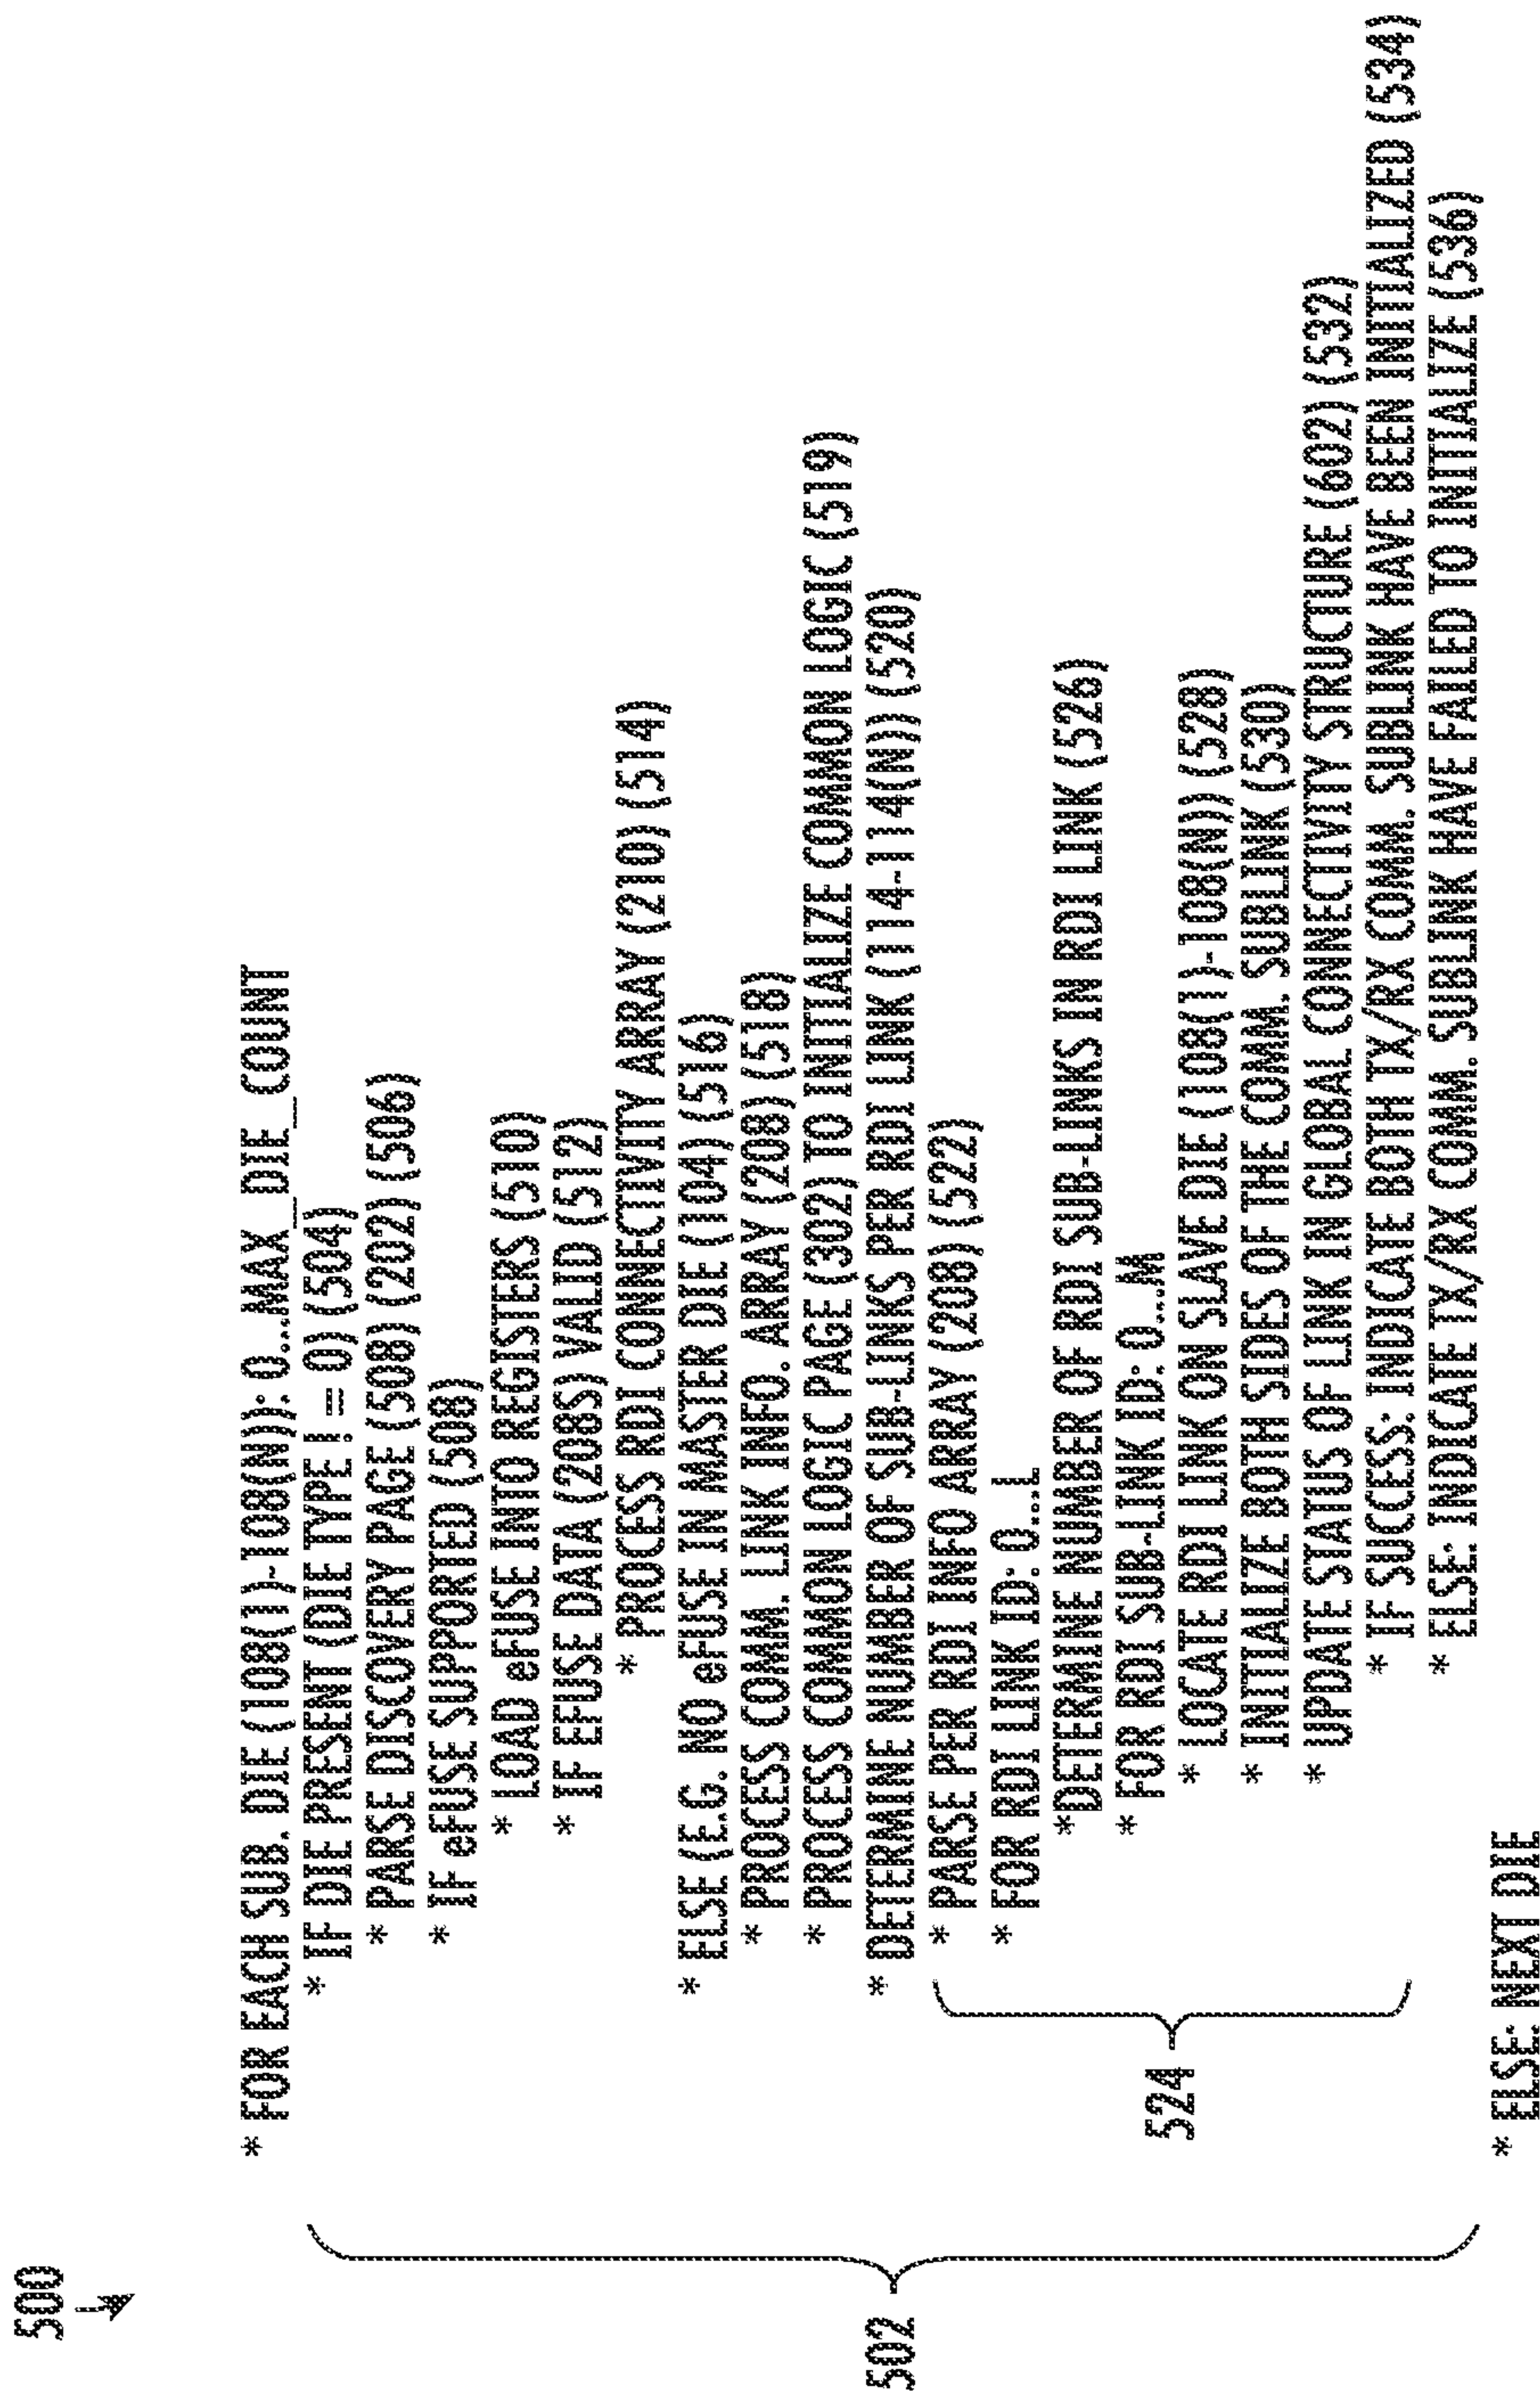 500
* FOR EACH SUB. DIE (108(1)-108(N)): 0...MAX_DIE_COUNT
* IF DIE PRESENT (DIE TYPE ! = 0) (504)
* PARSE DISCOVERY PAGE (508) (202) (506)
* IF eFUSE SUPPORTED (508)
* LOAD eFUSE INTO REGISTERS (510)
* IF EFUSE DATA (208S) VALID (512)
* PROCESS RDI CONNECTIVITY ARRAY (210) (514)
* ELSE (E.G. NO eFUSE IN MASTER DIE (104) (516)
* PROCESS COMM. LINK INFO. ARRAY (208) (518)
* PROCESS COMMON LOGIC PAGE (302) TO INITIALIZE COMMON LOGIC (519)
* DETERMINE NUMBER OF SUB-LINKS PER RDI LINK (114-114(N)) (520)
* PARSE PER RDI INFO ARRAY (208) (522)
* FOR RDI LINK ID: 0...L
*DETERMINE NUMBER OF RDI SUB-LINKS IN RDI LINK (526)
* FOR RDI SUB-LINK ID: 0...M
* LOCATE RDI LINK ON SLAVE DIE (108(1)-108(N)) (528)
* INITIALIZE BOTH SIDES OF THE COMM. SUBLINK (530)
* UPDATE STATUS OF LINK IN GLOBAL CONNECTIVITY STRUCTURE (602) (532)
* IF SUCCESS: INDICATE BOTH TX/RX COMM. SUBLINK HAVE BEEN INITIALIZED (534)
* ELSE: INDICATE TX/RX COMM. SUBLINK HAVE FAILED TO INITIALIZE (536)
* ELSE: NEXT DIE
502
524